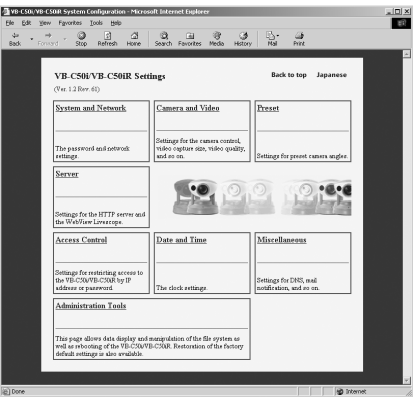 VB-C50i/VB-C50iR System Configuration - Microsoft Internet Explorer
File Edit View Favorites Tools Help
Back Forward Stop Refresh Home Search Favorites Media History Mail Print
VB-C50i/VB-C50iR Settings
Back to top Japanese
(Ver. 1.2 Rev. 61)
System and Network
The password and network
settings.
Camera and Video
Settings for the camera control,
video capture size, video quality,
and so on.
Preset
Settings for preset camera angles.
Server
Settings for the HTTP server and
the WebView Livescope.
Access Control
Settings for restricting access to
the VB-C50i/VB-C50iR by IP
address or password.
Date and Time
The clock settings.
Miscellaneous
Settings for DNS, mail
notification, and so on.
Administration Tools
This page allows data display and manipulation of the file system as
well as rebooting of the VB-C50i/VB-C50iR. Restoration of the factory
default settings is also available.
Done
Internet